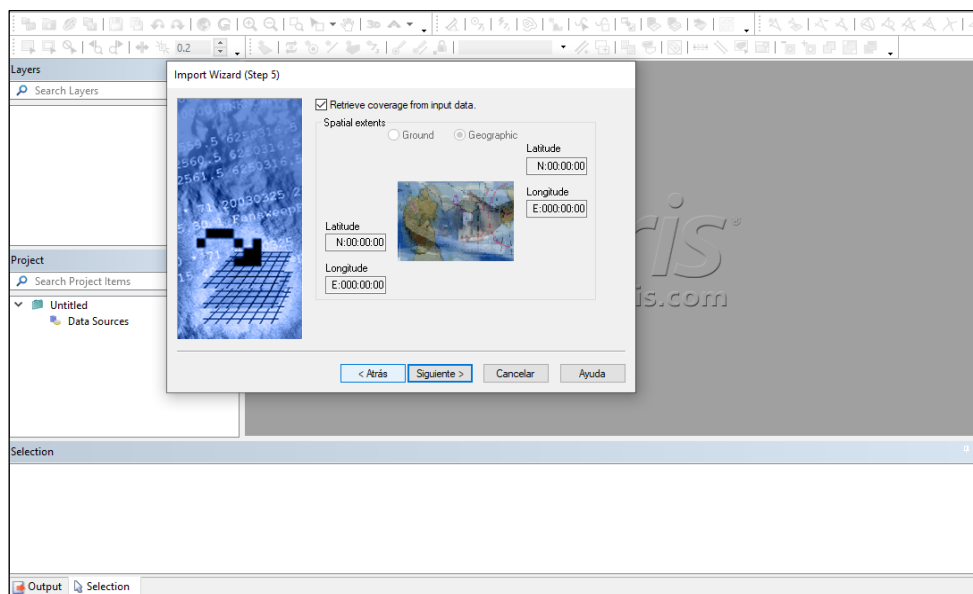 0.2
Layers
Search Layers
Project
Search Project Items
Untitled
Data Sources
Import Wizard (Step 5)
Retrieve coverage from input data.
Spatial extents
Ground
Geographic
Latitude
N:00:00:00
Longitude
E:000:00:00
Latitude
N:00:00:00
Longitude
E:000:00:00
< Atrás
Siguiente >
Cancelar
Ayuda
Selection
Output
Selection